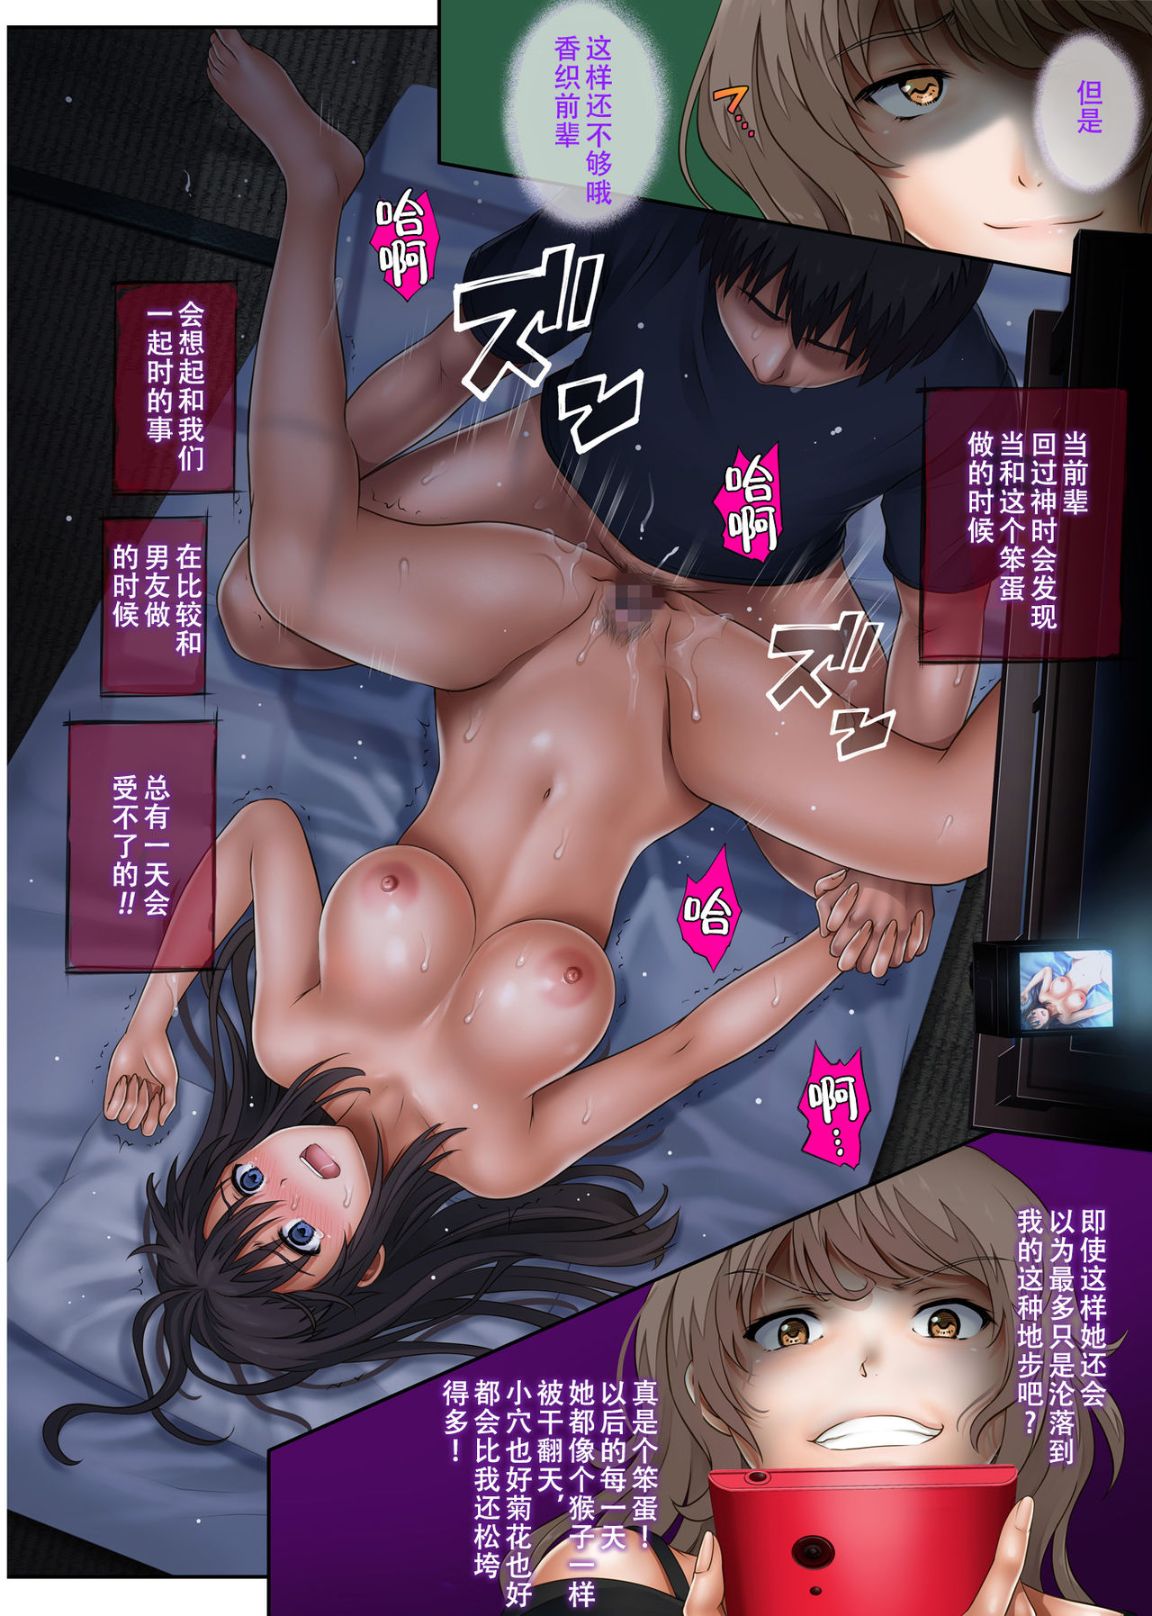 但是
这样还不够哦
香织前辈
マ
哈啊
ズズン
当前辈
回过神时会发现
当和这个笨蛋
做的时候
会想起和我们
一起时的事
哈啊
在比较和
男友做
的时候
ズズン
总有一天会
受不了的!!
哈
啊…
即使这样她还会
以为最多只是沦落到
我的这种地步吧?
真是个笨蛋!
以后的每一天
她都像个猴子一样
被干翻天,
小穴也好菊花也好
都会比我还松垮
得多!